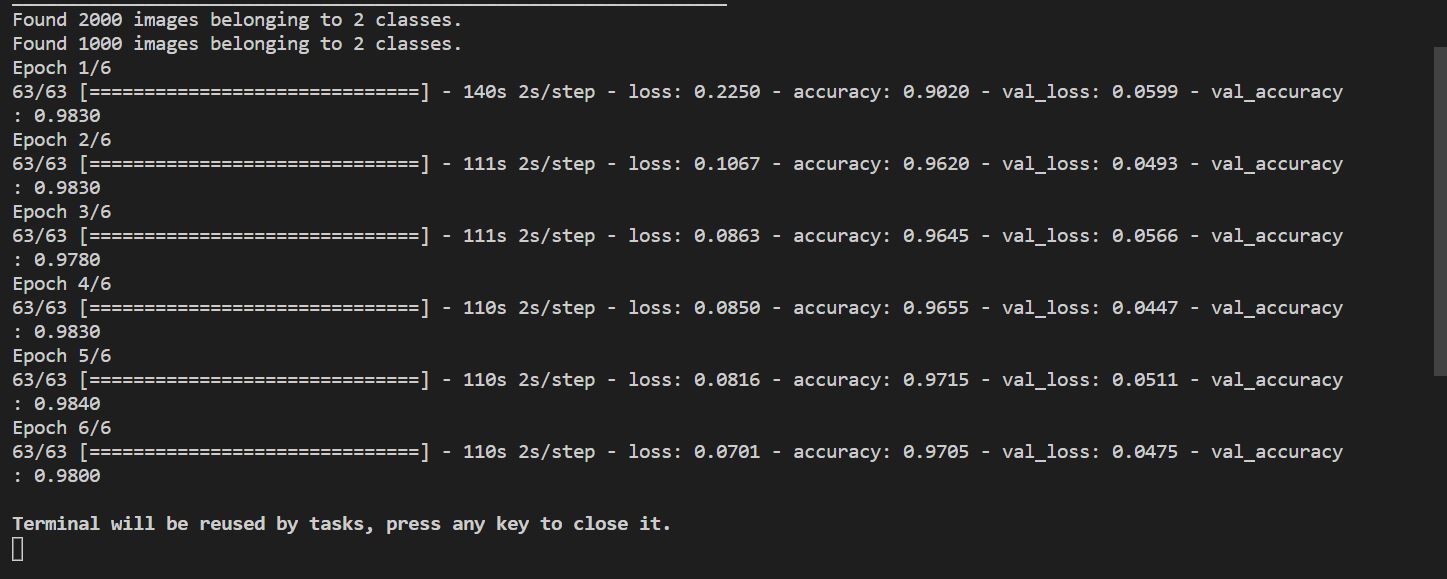 Found 2000 images belonging to 2 classes.
Found 1000 images belonging to 2 classes.
Epoch 1/6
63/63 [==============================] - 140s 2s/step - loss: 0.2250 - accuracy: 0.9020 - val_loss: 0.0599 - val_accuracy
: 0.9830
Epoch 2/6
63/63 [==============================] - 111s 2s/step - loss: 0.1067 - accuracy: 0.9620 - val_loss: 0.0493 - val_accuracy
: 0.9830
Epoch 3/6
63/63 [==============================] - 111s 2s/step - loss: 0.0863 - accuracy: 0.9645 - val_loss: 0.0566 - val_accuracy
: 0.9780
Epoch 4/6
63/63 [==============================] - 110s 2s/step - loss: 0.0850 - accuracy: 0.9655 - val_loss: 0.0447 - val_accuracy
: 0.9830
Epoch 5/6
63/63 [==============================] - 110s 2s/step - loss: 0.0816 - accuracy: 0.9715 - val_loss: 0.0511 - val_accuracy
: 0.9840
Epoch 6/6
63/63 [==============================] - 110s 2s/step - loss: 0.0701 - accuracy: 0.9705 - val_loss: 0.0475 - val_accuracy
: 0.9800
Terminal will be reused by tasks, press any key to close it.